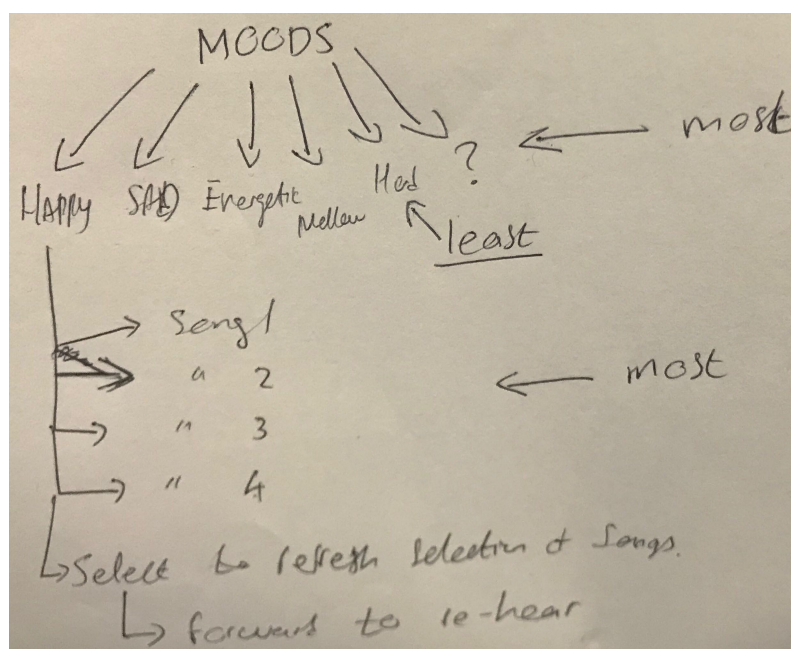 MOODS
? most
HAPPY SAD Energetic Mellow
least
Song 1
" 2 most
" 3
" 4
Select to refresh selection of songs.
forward to re-hear